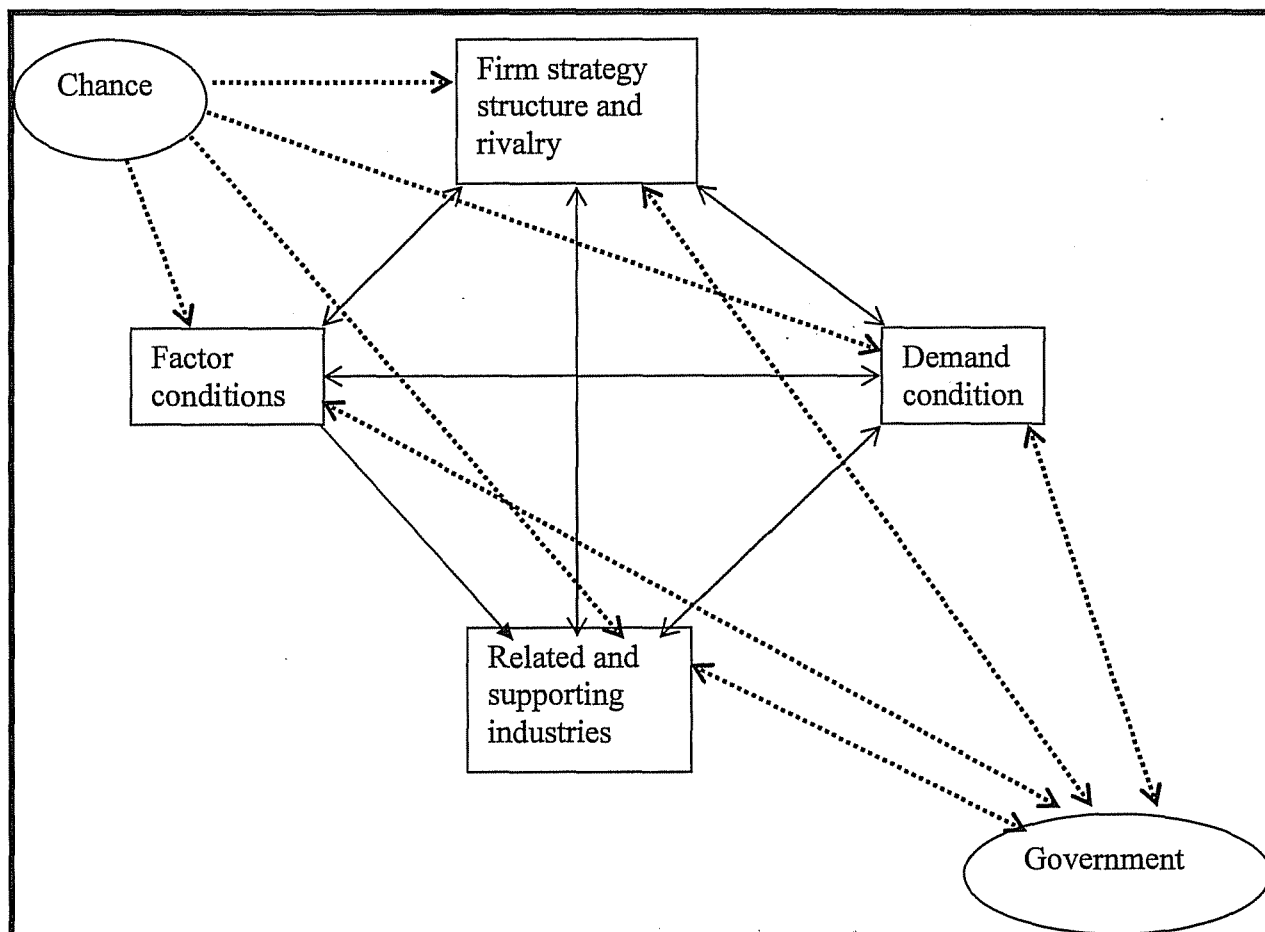 Chance
Firm strategy
structure and
rivalry
Factor
conditions
Demand
condition
Related and
supporting
industries
Government